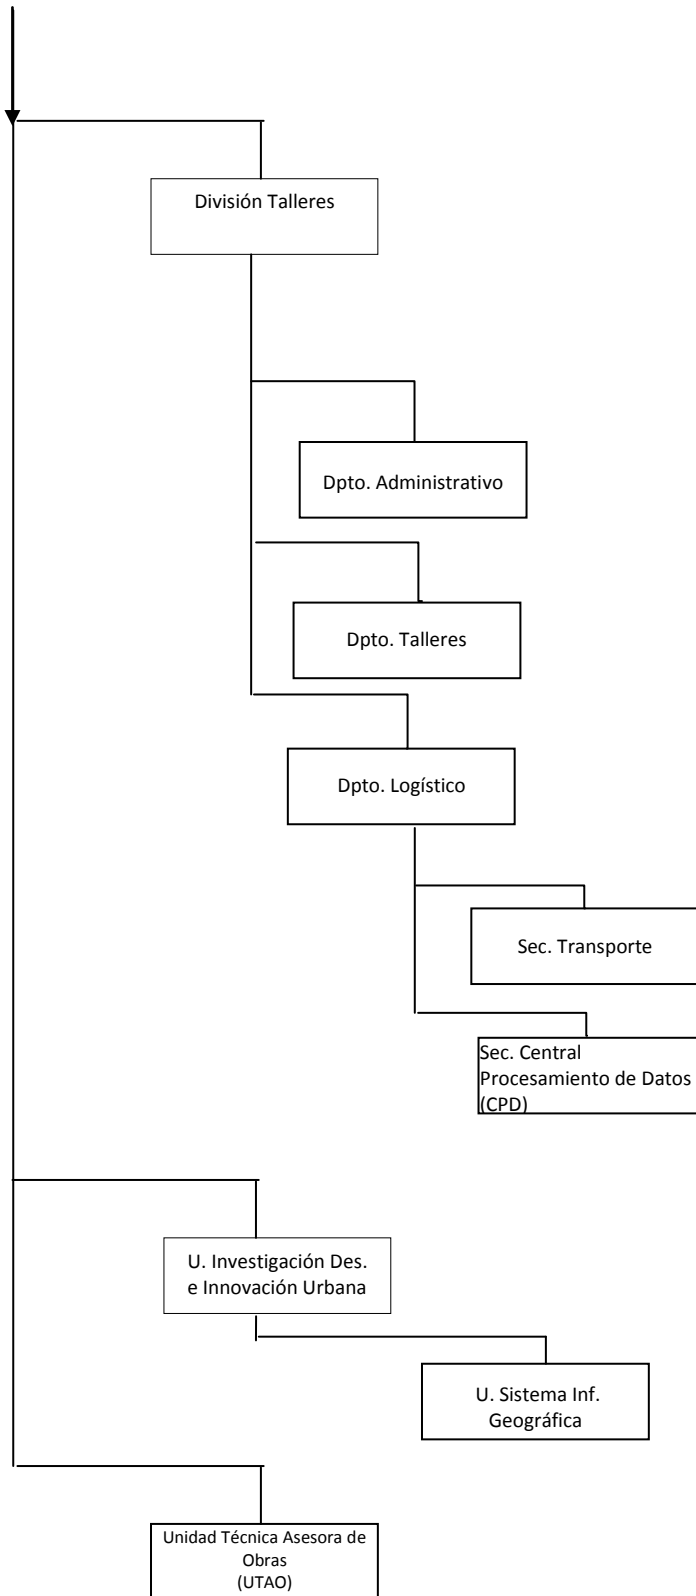 División Talleres
Dpto. Administrativo
Dpto. Talleres
Dpto. Logístico
Sec. Transporte
Sec. Central
Procesamiento de Datos
(CPD)
U. Investigación Des.
e Innovación Urbana
U. Sistema Inf.
Geográfica
Unidad Técnica Asesora de
Obras
(UTAO)